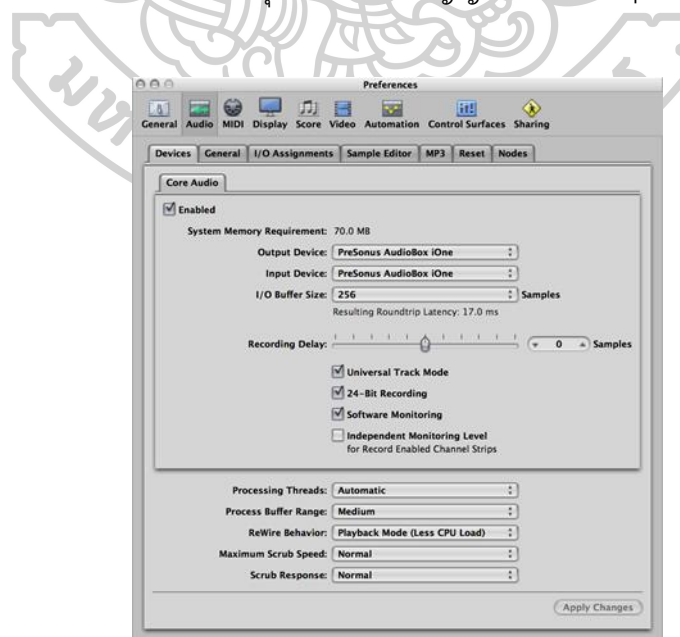 Preferences
General Audio MIDI Display Score Video Automation Control Surfaces Sharing
Devices General I/O Assignments Sample Editor MP3 Reset Nodes
Core Audio
Enabled
System Memory Requirement: 70.0 MB
Output Device: PreSonus AudioBox iOne
Input Device: PreSonus AudioBox iOne
I/O Buffer Size: 256 Samples
Resulting Roundtrip Latency: 17.0 ms
Recording Delay: 0 Samples
Universal Track Mode
24-Bit Recording
Software Monitoring
Independent Monitoring Level
for Record Enabled Channel Strips
Processing Threads: Automatic
Process Buffer Range: Medium
ReWire Behavior: Playback Mode (Less CPU Load)
Maximum Scrub Speed: Normal
Scrub Response: Normal
Apply Changes